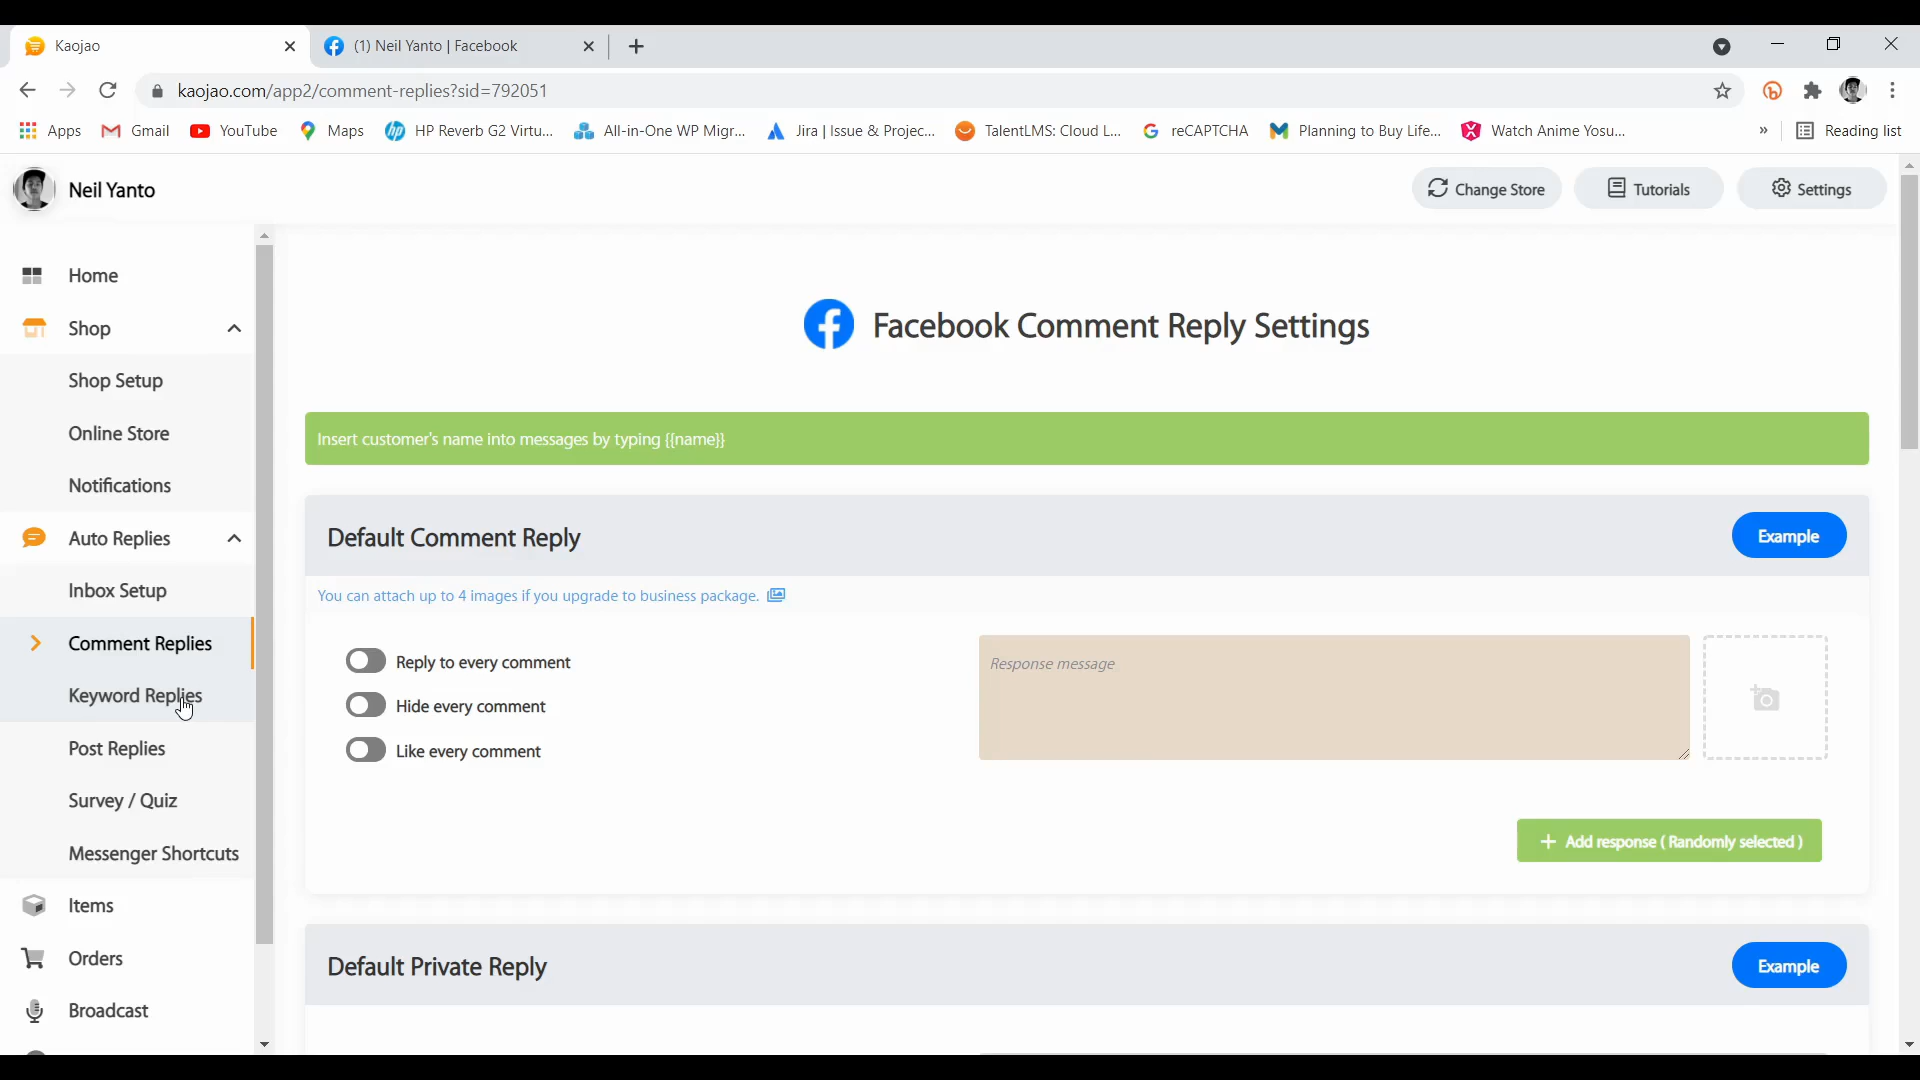 Kaojao
(1) Neil Yanto | Facebook
kaojao.com/app2/comment-replies?sid=792051
Apps
Gmail
YouTube
Maps
HP Reverb G2 Virtu...
All-in-One WP Migr...
Jira | Issue & Projec...
TalentLMS: Cloud L...
reCAPTCHA
Planning to Buy Life...
Watch Anime Yosu...
»
Reading list
Neil Yanto
Change Store
Tutorials
Settings
Home
Shop
Shop Setup
Online Store
Notifications
Auto Replies
Inbox Setup
Comment Replies
Keyword Replies
Post Replies
Survey / Quiz
Messenger Shortcuts
Items
Orders
Broadcast
Facebook Comment Reply Settings
Insert customer's name into messages by typing {{name}}
Default Comment Reply
Example
You can attach up to 4 images if you upgrade to business package.
Reply to every comment
Hide every comment
Like every comment
Response message
+ Add response ( Randomly selected )
Default Private Reply
Example